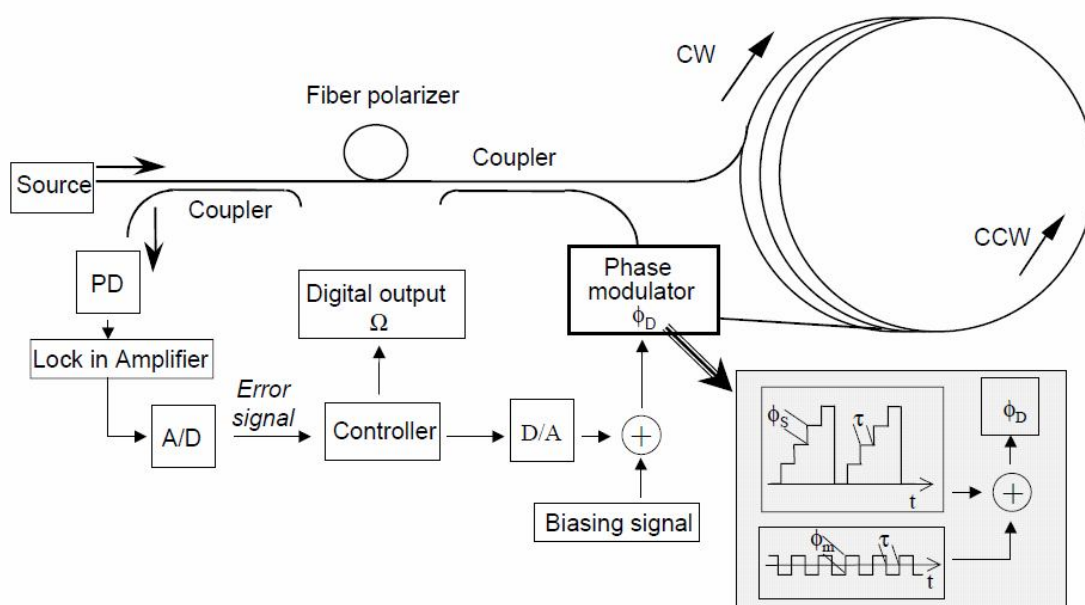 CW
Fiber polarizer
Coupler
Source
Coupler
CCW
PD
Digital output
Ω
Phase
modulator
ϕD
Lock in Amplifier
Error
signal
A/D
Controller
D/A
+
Biasing signal
ϕS
τ
t
ϕD
+
ϕm
τ
t